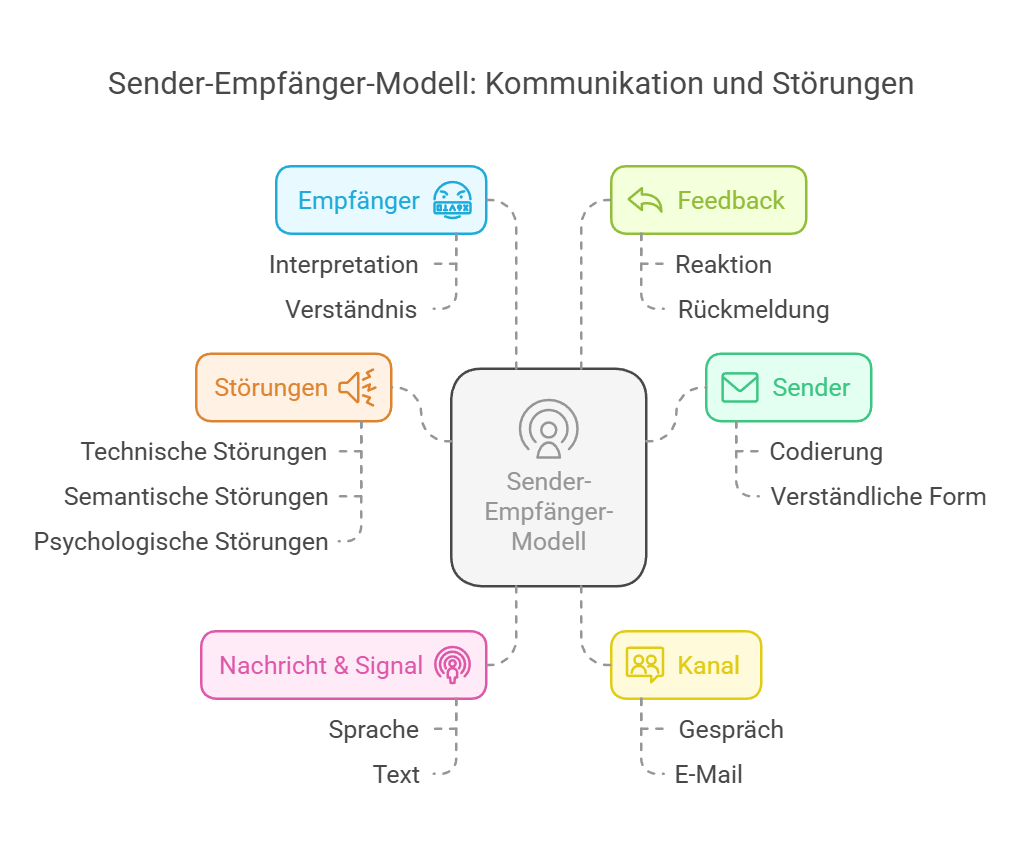 Sender-Empfänger-Modell: Kommunikation und Störungen
Empfänger
Interpretation
Verständnis
Feedback
Reaktion
Rückmeldung
Störungen
Technische Störungen
Semantische Störungen
Psychologische Störungen
Sender-
Empfänger-
Modell
Sender
Codierung
Verständliche Form
Nachricht & Signal
Sprache
Text
Kanal
Gespräch
E-Mail